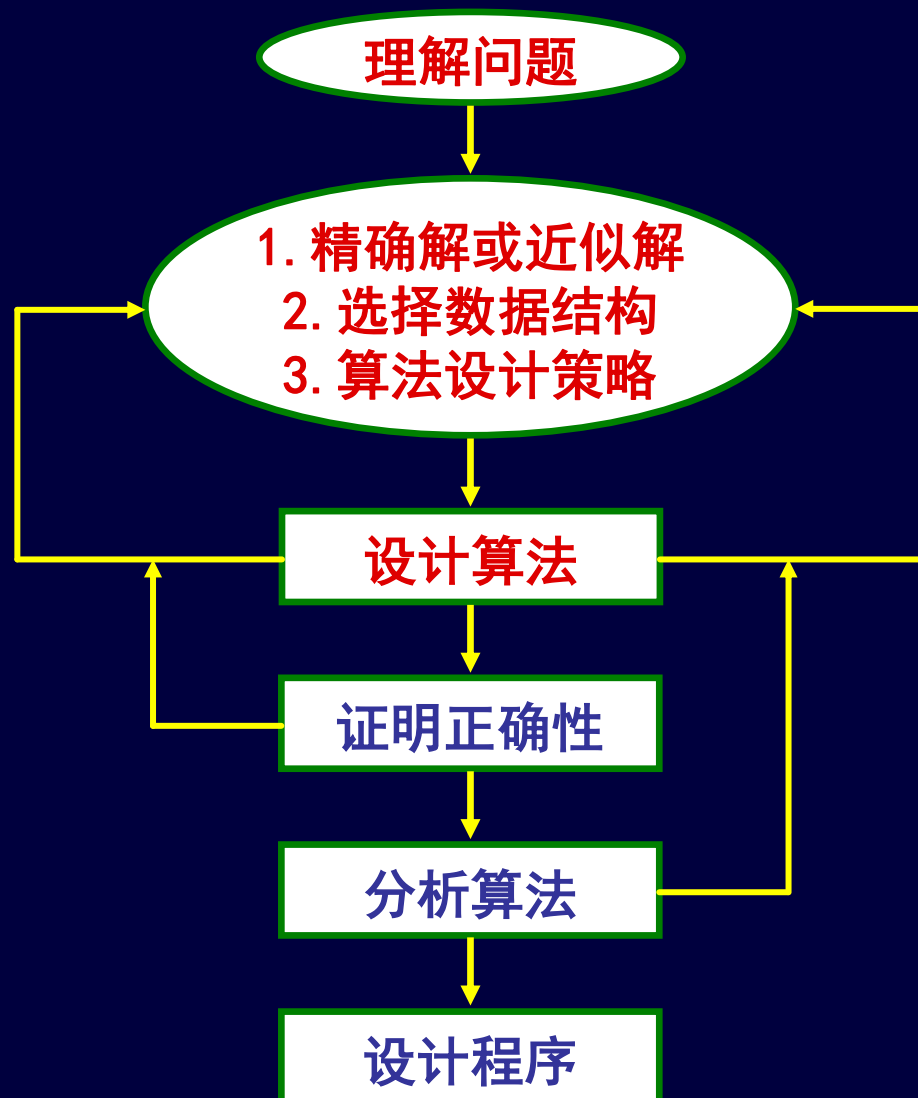 理解问题
1.精确解或近似解
2.选择数据结构
3.算法设计策略
设计算法
证明正确性
分析算法
设计程序